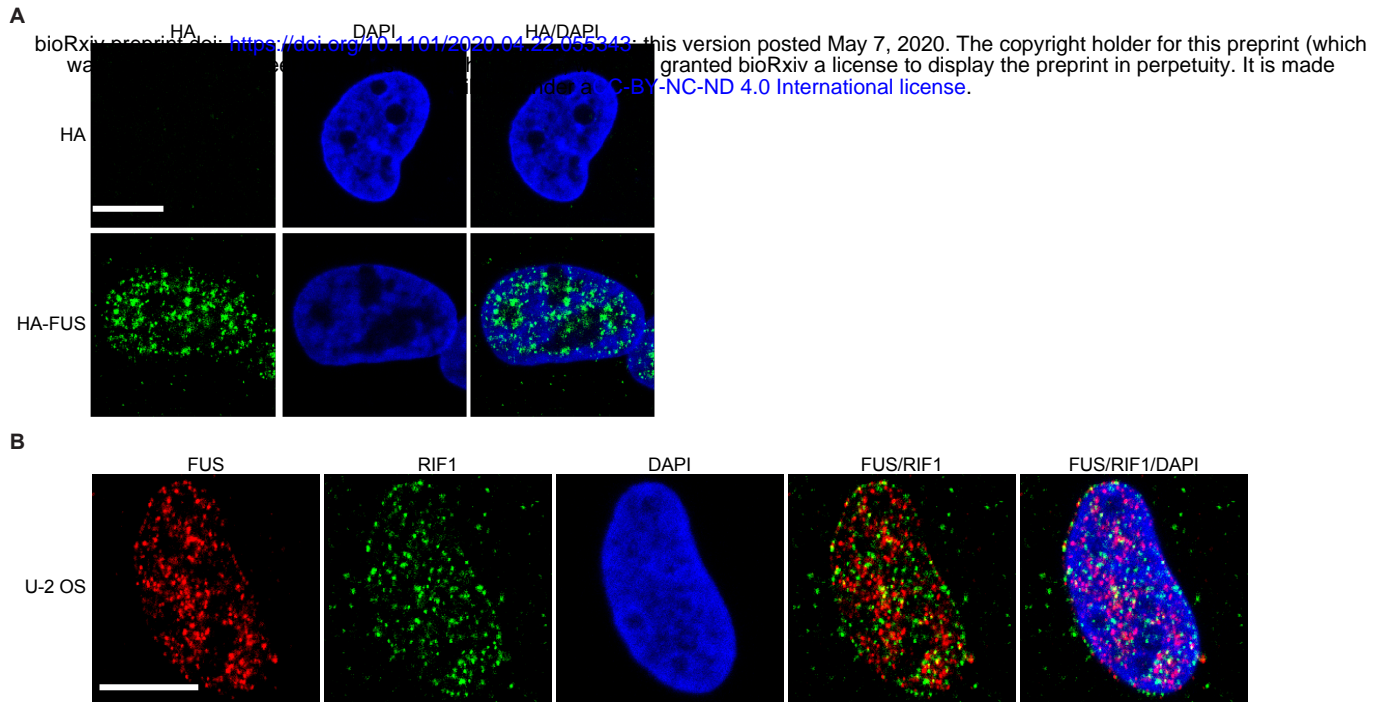 A
HA DAPI HA/DAPI
bioRxiv preprint doi: https://doi.org/10.1101/2020.04.22.055343; this version posted May 7, 2020. The copyright holder for this preprint (which
granted bioRxiv a license to display the preprint in perpetuity. It is made
CC-BY-NC-ND 4.0 International license.
HA
HA-FUS
B
FUS RIF1 DAPI FUS/RIF1 FUS/RIF1/DAPI
U-2 OS